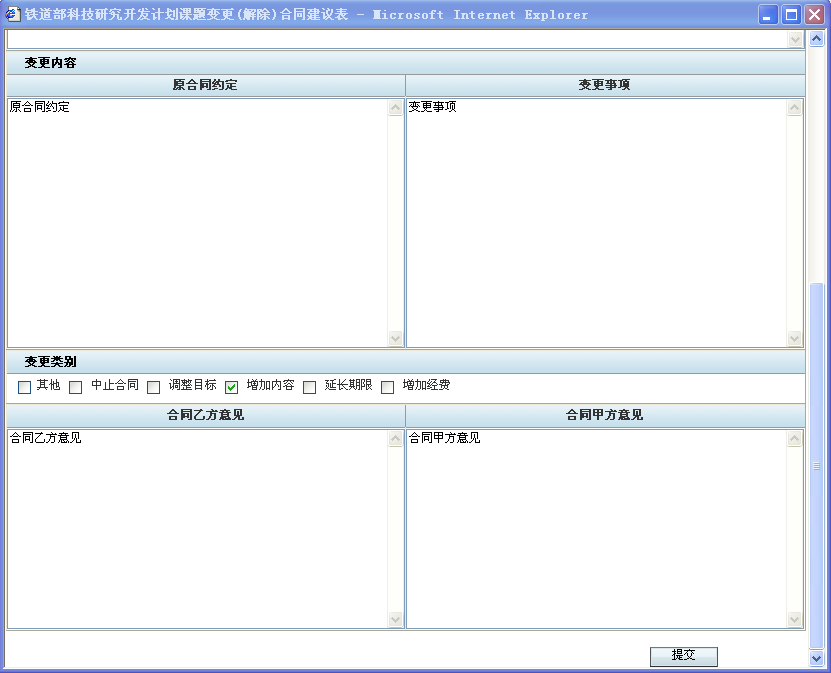 铁道部科技研究开发计划课题变更(解除)合同建议表 - Microsoft Internet Explorer
变更内容
原合同约定 变更事项
原合同约定 变更事项
变更类别
其他 中止合同 调整目标 增加内容 延长期限 增加经费
合同乙方意见 合同甲方意见
合同乙方意见 合同甲方意见
提交